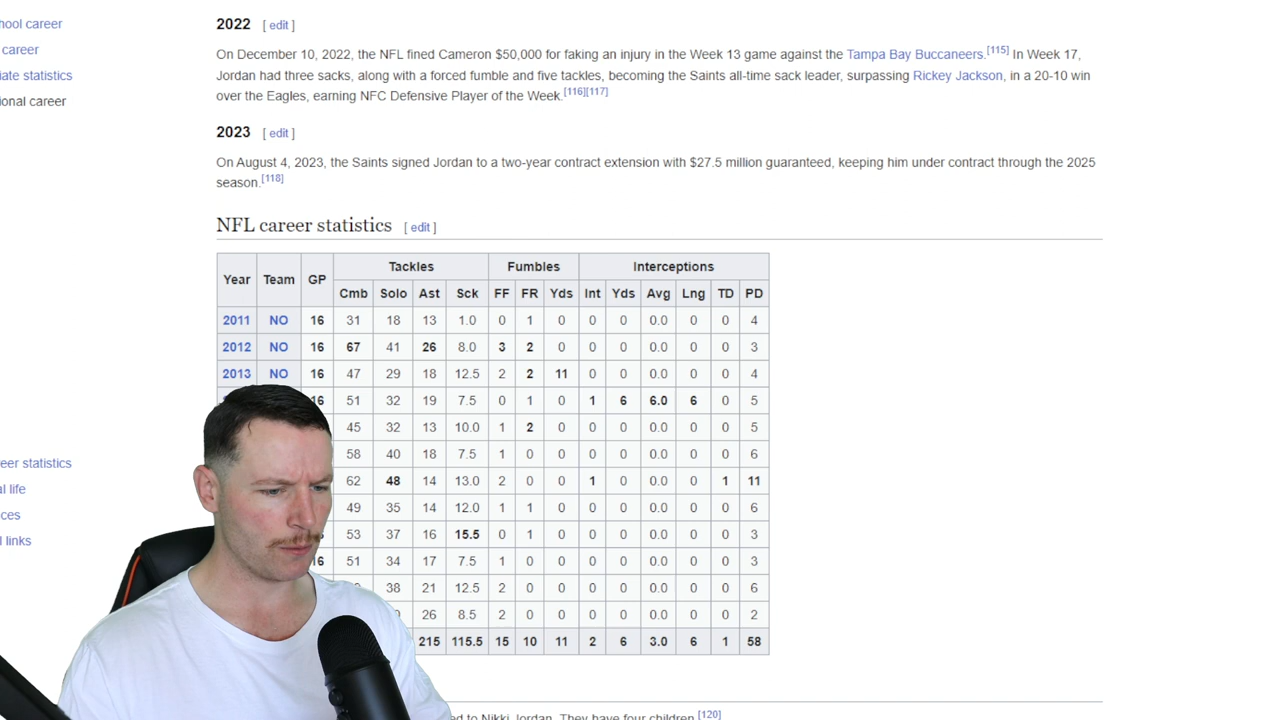 hool career
career
iate statistics
ional career
2022 [ edit ]
On December 10, 2022, the NFL fined Cameron $50,000 for faking an injury in the Week 13 game against the Tampa Bay Buccaneers.[115] In Week 17,
Jordan had three sacks, along with a forced fumble and five tackles, becoming the Saints all-time sack leader, surpassing Rickey Jackson, in a 20-10 win
over the Eagles, earning NFC Defensive Player of the Week.[116][117]
2023 [ edit ]
On August 4, 2023, the Saints signed Jordan to a two-year contract extension with $27.5 million guaranteed, keeping him under contract through the 2025
season.[118]
NFL career statistics [ edit ]
Year Team GP Tackles Fumbles Interceptions
Cmb Solo Ast Sck FF FR Yds Int Yds Avg Lng TD PD
2011 NO 16 31 18 13 1.0 0 1 0 0 0 0.0 0 0 4
2012 NO 16 67 41 26 8.0 3 2 0 0 0 0.0 0 0 3
2013 NO 16 47 29 18 12.5 2 2 11 0 0 0.0 0 0 4
16 51 32 19 7.5 0 1 0 1 6 6.0 6 0 5
45 32 13 10.0 1 2 0 0 0 0.0 0 0 5
58 40 18 7.5 1 0 0 0 0 0.0 0 0 6
62 48 14 13.0 2 0 0 1 0 0.0 0 1 11
49 35 14 12.0 1 1 0 0 0 0.0 0 0 6
53 37 16 15.5 0 1 0 0 0 0.0 0 0 3
16 51 34 17 7.5 1 0 0 0 0 0.0 0 0 3
38 21 12.5 2 0 0 0 0 0.0 0 0 6
26 8.5 2 0 0 0 0 0.0 0 0 2
215 115.5 15 10 11 2 6 3.0 6 1 58
eer statistics
al life
ces
l links
ed to Nikki Jordan. They have four children.[120]